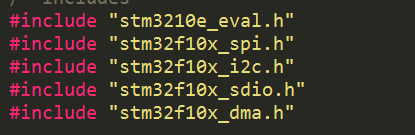 #include "stm3210e_eval.h"
#include "stm32f10x_spi.h"
#include "stm32f10x_i2c.h"
#include "stm32f10x_sdio.h"
#include "stm32f10x_dma.h"